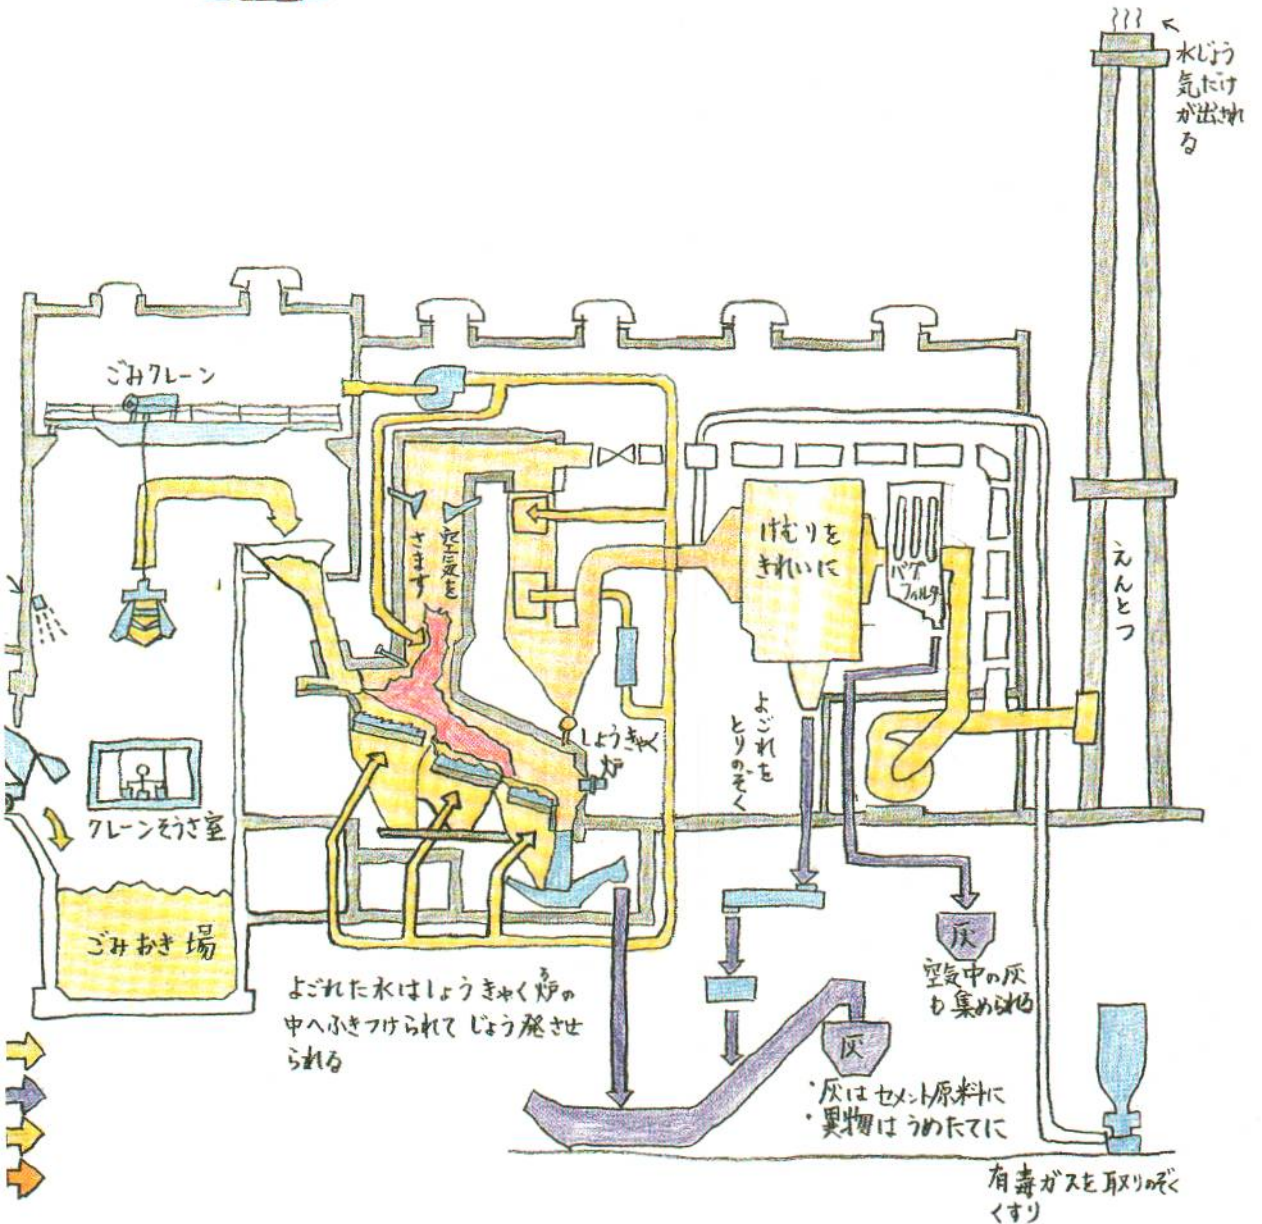 水じょう
気だけ
が出され
る
ごみクレーン
空気を
さます
けむりを
きれいに
バグ
フィルター
えんとつ
しょうきゃく
炉
よごれを
とりのぞく
クレーンそうさ室
ごみおき場
よごれた水はしょうきゃく炉の
ろ
中へふきつけられてじょう発させ
られる
灰
空気中の灰
も集められる
灰
・灰はセメント原料に
・異物はうめたてに
有毒ガスを取りのぞく
くすり